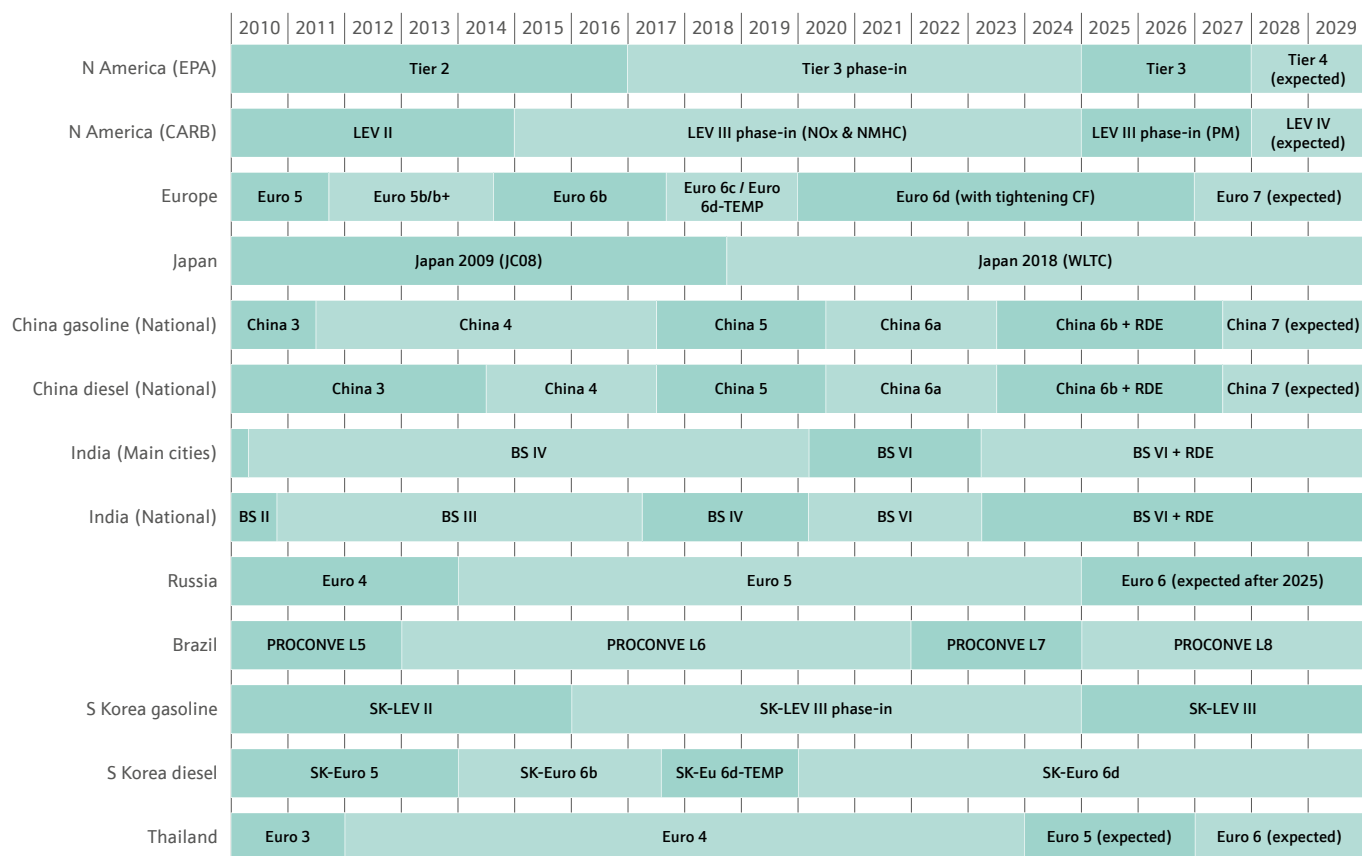 2010 2011 2012 2013 2014 2015 2016 2017 2018 2019 2020 2021 2022 2023 2024 2025 2026 2027 2028 2029
N America (EPA) Tier 2 Tier 3 phase-in Tier 3 Tier 4
(expected)
N America (CARB) LEV II LEV III phase-in (NOx & NMHC) LEV III phase-in (PM) LEV IV
(expected)
Europe Euro 5 Euro 5b/b+ Euro 6b Euro 6c / Euro
6d-TEMP Euro 6d (with tightening CF) Euro 7 (expected)
Japan Japan 2009 (JC08) Japan 2018 (WLTC)
China gasoline (National) China 3 China 4 China 5 China 6a China 6b + RDE China 7 (expected)
China diesel (National) China 3 China 4 China 5 China 6a China 6b + RDE China 7 (expected)
India (Main cities) BS IV BS VI BS VI + RDE
India (National) BS II BS III BS IV BS VI BS VI + RDE
Russia Euro 4 Euro 5 Euro 6 (expected after 2025)
Brazil PROCONVE L5 PROCONVE L6 PROCONVE L7 PROCONVE L8
S Korea gasoline SK-LEV II SK-LEV III phase-in SK-LEV III
S Korea diesel SK-Euro 5 SK-Euro 6b SK-Eu 6d-TEMP SK-Euro 6d
Thailand Euro 3 Euro 4 Euro 5 (expected) Euro 6 (expected)